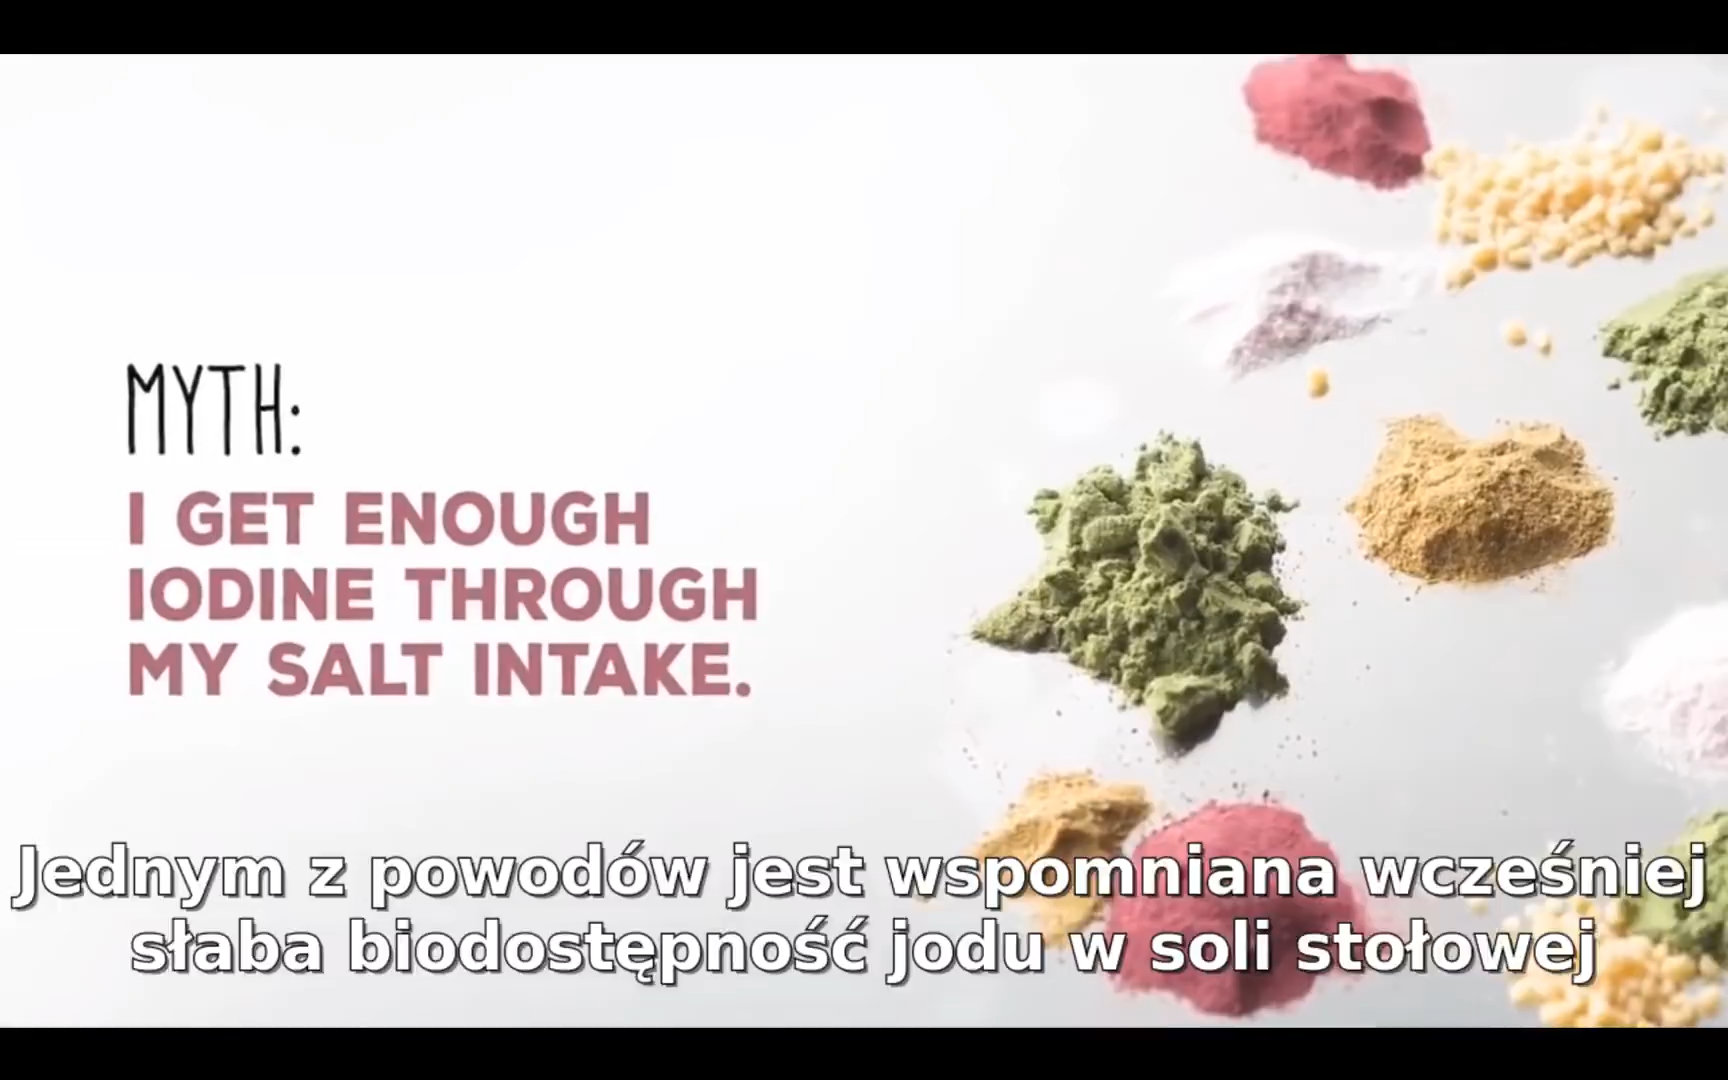 MYTH:
I GET ENOUGH
IODINE THROUGH
MY SALT INTAKE.
Jednym z powodów jest wspomniana wcześniej
słaba biodostępność jodu w soli stołowej